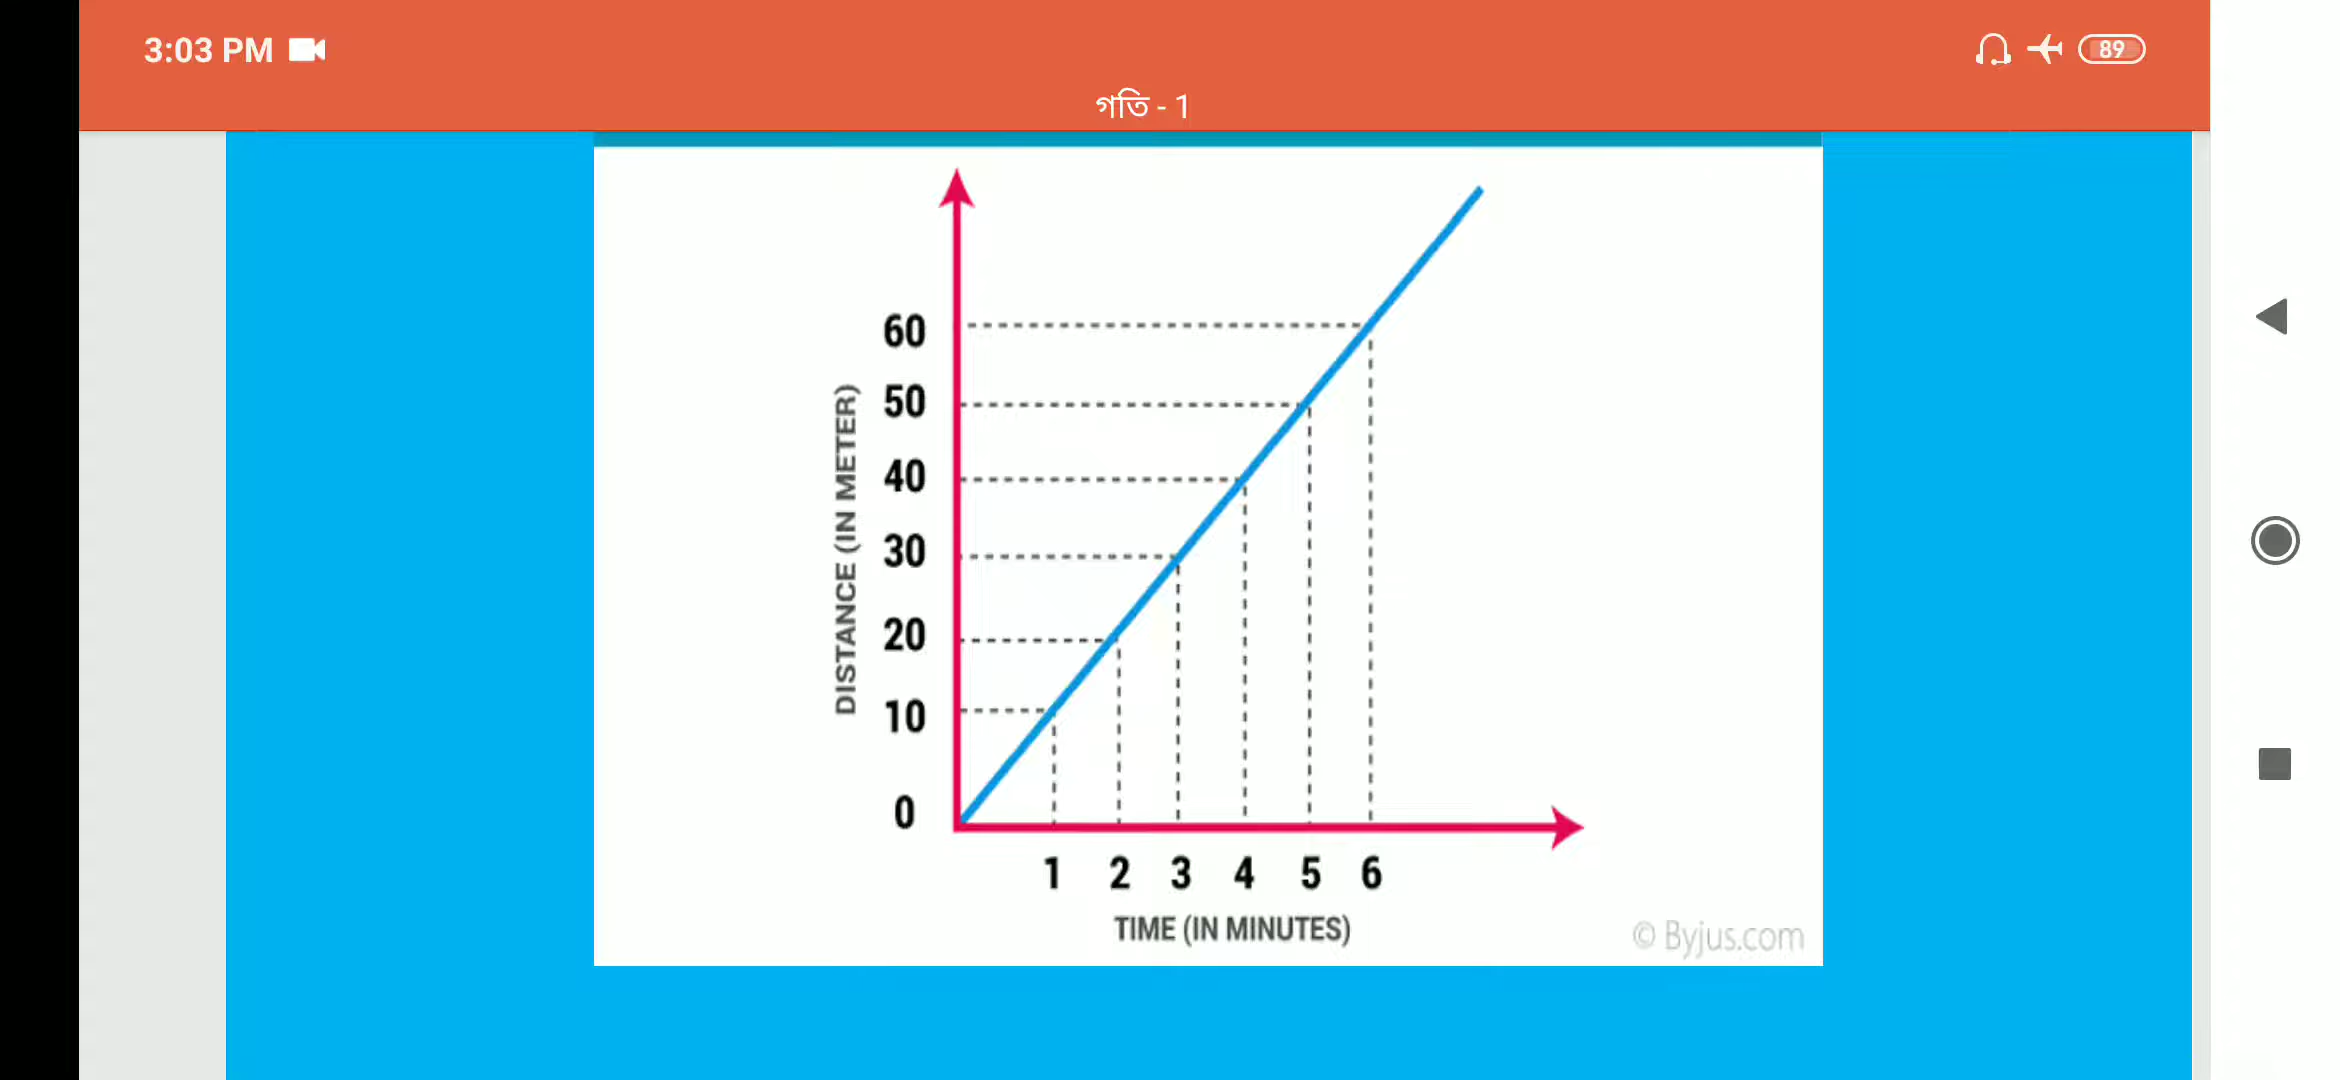 3:03 PM
89
গতি - 1
60
50
40
30
20
10
0
DISTANCE (IN METER)
1 2 3 4 5 6
TIME (IN MINUTES)
© Byjus.com